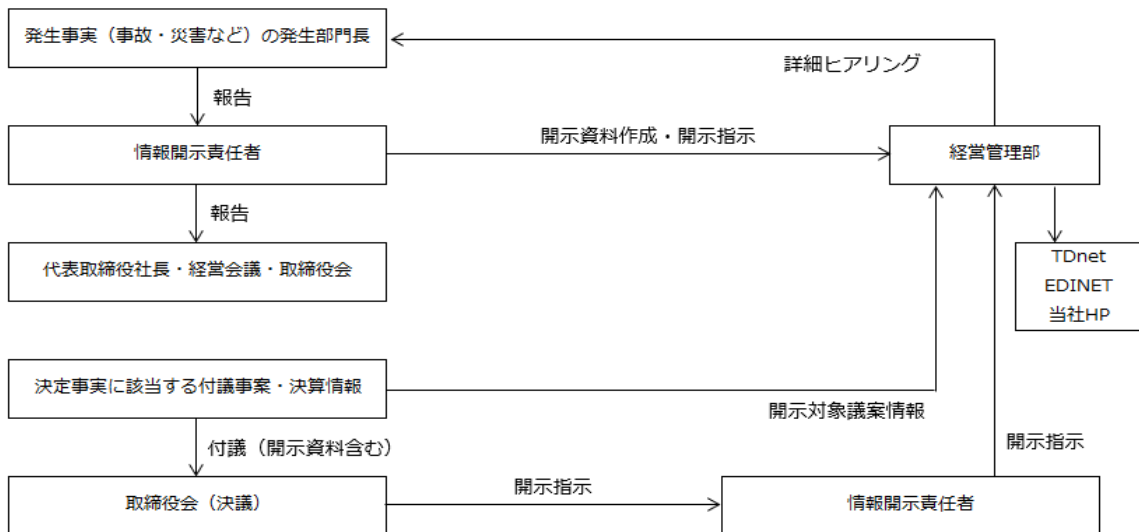 発生事実（事故・災害など）の発生部門長
詳細ヒアリング
報告
情報開示責任者
開示資料作成・開示指示
経営管理部
報告
代表取締役社長・経営会議・取締役会
TDnet
EDINET
当社HP
決定事実に該当する付議事案・決算情報
開示対象議案情報
付議（開示資料含む）
開示指示
取締役会（決議）
開示指示
情報開示責任者